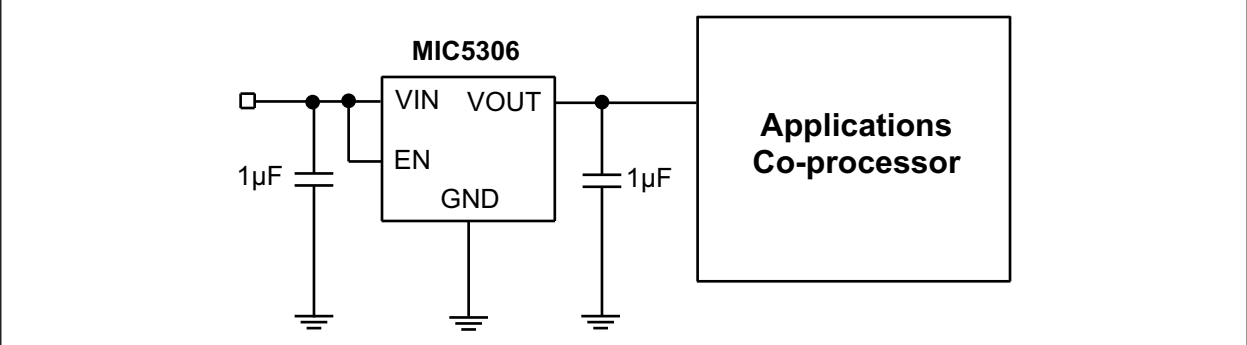 MIC5306
VIN VOUT
EN
GND
1µF
1µF
Applications
Co-processor